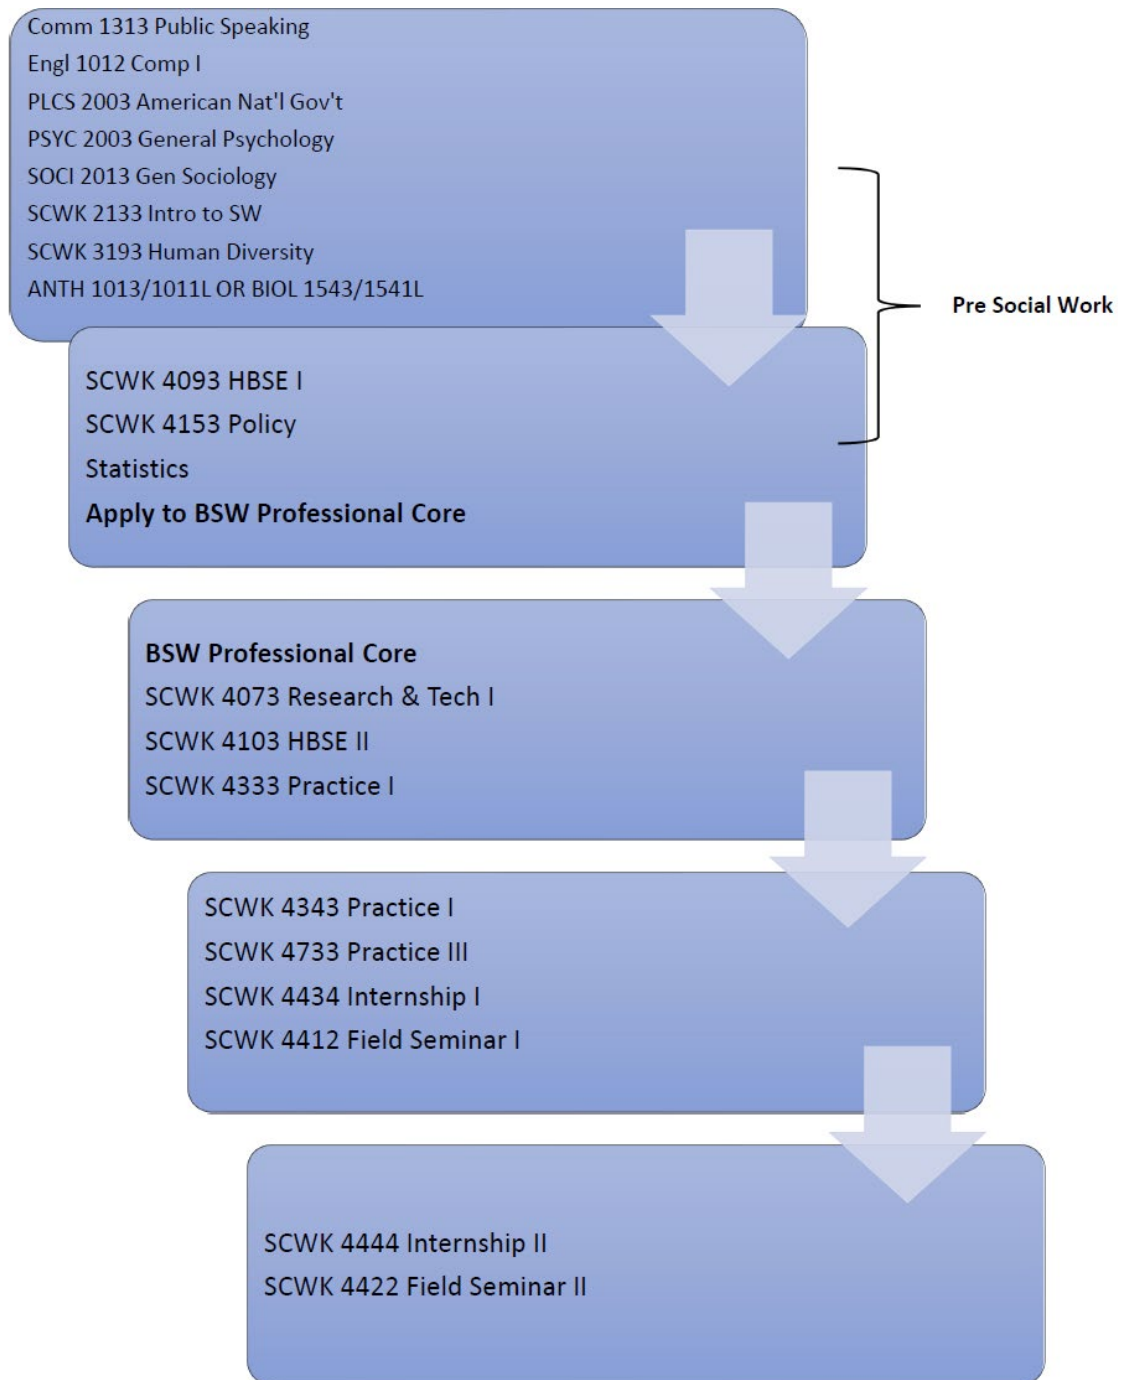 Comm 1313 Public Speaking
Engl 1012 Comp I
PLCS 2003 American Nat'l Gov't
PSYC 2003 General Psychology
SOCI 2013 Gen Sociology
SCWK 2133 Intro to SW
SCWK 3193 Human Diversity
ANTH 1013/1011L OR BIOL 1543/1541L
Pre Social Work
SCWK 4093 HBSE I
SCWK 4153 Policy
Statistics
Apply to BSW Professional Core
BSW Professional Core
SCWK 4073 Research & Tech I
SCWK 4103 HBSE II
SCWK 4333 Practice I
SCWK 4343 Practice I
SCWK 4733 Practice III
SCWK 4434 Internship I
SCWK 4412 Field Seminar I
SCWK 4444 Internship II
SCWK 4422 Field Seminar II